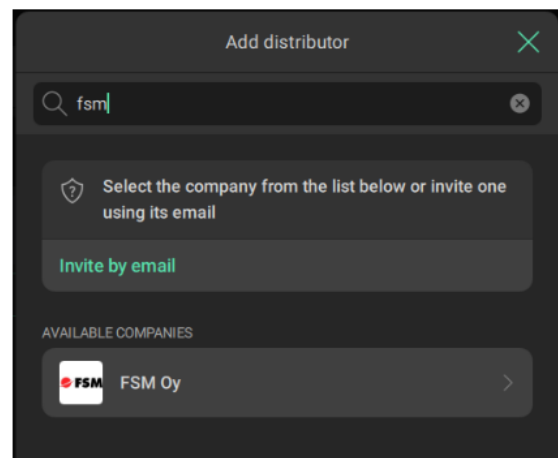 Add distributor
fsm
Select the company from the list below or invite one
using its email
Invite by email
AVAILABLE COMPANIES
FSM
FSM Oy